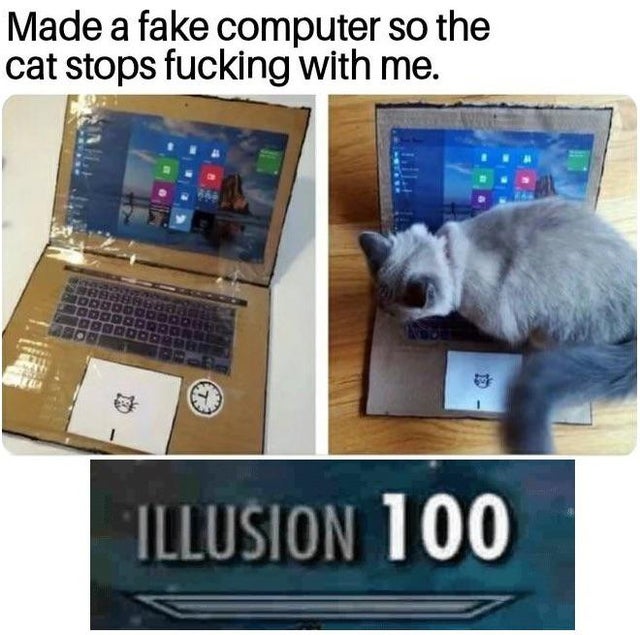 Made a fake computer so the
cat stops fucking with me.
ILLUSION 100